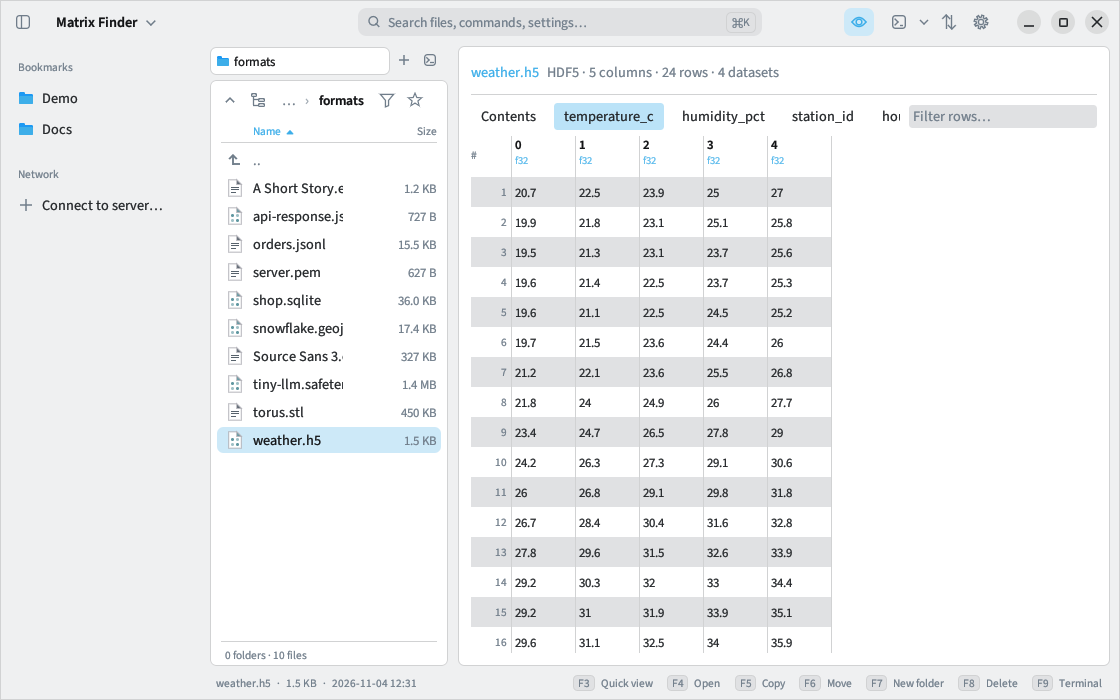 Matrix Finder
Search files, commands, settings…
⌘K
Bookmarks
Demo
Docs
Network
Connect to server…
formats
… › formats
Name
Size
..
A Short Story.e 1.2 KB
api-response.js 727 B
orders.jsonl 15.5 KB
server.pem 627 B
shop.sqlite 36.0 KB
snowflake.geoj 17.4 KB
Source Sans 3. 327 KB
tiny-llm.safeter 1.4 MB
torus.stl 450 KB
weather.h5 1.5 KB
0 folders · 10 files
weather.h5 HDF5 · 5 columns · 24 rows · 4 datasets
Contents temperature_c humidity_pct station_id hou Filter rows…
# 0 1 2 3 4
f32 f32 f32 f32 f32
1 20.7 22.5 23.9 25 27
2 19.9 21.8 23.1 25.1 25.8
3 19.5 21.3 23.1 23.7 25.6
4 19.6 21.4 22.5 23.7 25.3
5 19.6 21.1 22.5 24.5 25.2
6 19.7 21.5 23.6 24.4 26
7 21.2 22.1 23.6 25.5 26.8
8 21.8 24 24.9 26 27.7
9 23.4 24.7 26.5 27.8 29
10 24.2 26.3 27.3 29.1 30.6
11 26 26.8 29.1 29.8 31.8
12 26.7 28.4 30.4 31.6 32.8
13 27.8 29.6 31.5 32.6 33.9
14 29.2 30.3 32 33 34.4
15 29.2 31 31.9 33.9 35.1
16 29.6 31.1 32.5 34 35.9
weather.h5 · 1.5 KB · 2026-11-04 12:31
F3 Quick view F4 Open F5 Copy F6 Move F7 New folder F8 Delete F9 Terminal